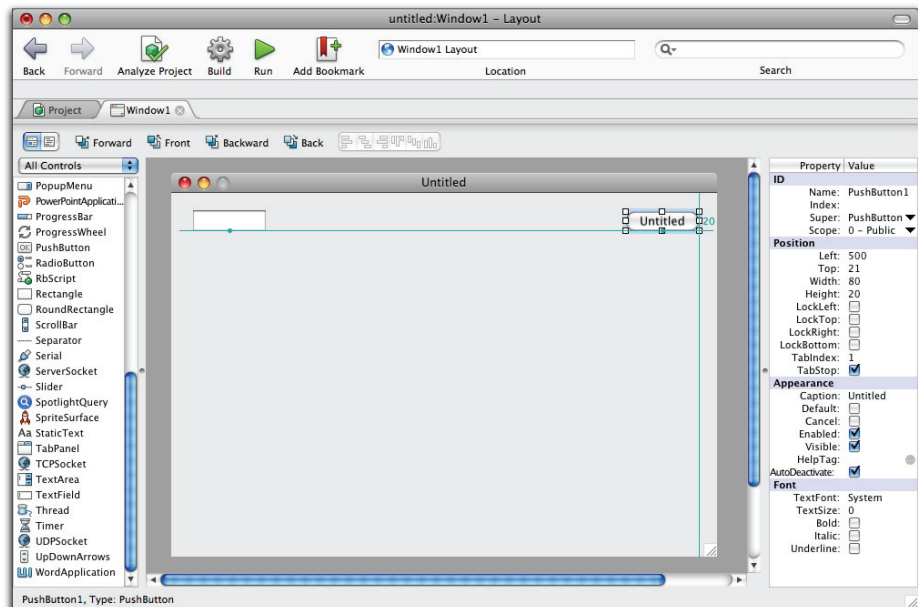 untitled:Window1 – Layout
Back
Forward
Analyze Project
Build
Run
Add Bookmark
Window1 Layout
Location
Search
Project
Window1
Forward
Front
Backward
Back
All Controls
PopupMenu
PowerPointApplicati...
ProgressBar
ProgressWheel
PushButton
RadioButton
RbScript
Rectangle
RoundRectangle
ScrollBar
Separator
Serial
ServerSocket
Slider
SpotlightQuery
SpriteSurface
Aa StaticText
TabPanel
TCPSocket
TextArea
TextField
Thread
Timer
UDPSocket
UpDownArrows
WordApplication
Untitled
Untitled
20
Property Value
ID
Name: PushButton1
Index:
Super: PushButton
Scope: 0 – Public
Position
Left: 500
Top: 21
Width: 80
Height: 20
LockLeft:
LockTop:
LockRight:
LockBottom:
TabIndex: 1
TabStop:
Appearance
Caption: Untitled
Default:
Cancel:
Enabled:
Visible:
HelpTag:
AutoDeactivate:
Font
TextFont: System
TextSize: 0
Bold:
Italic:
Underline:
PushButton1, Type: PushButton